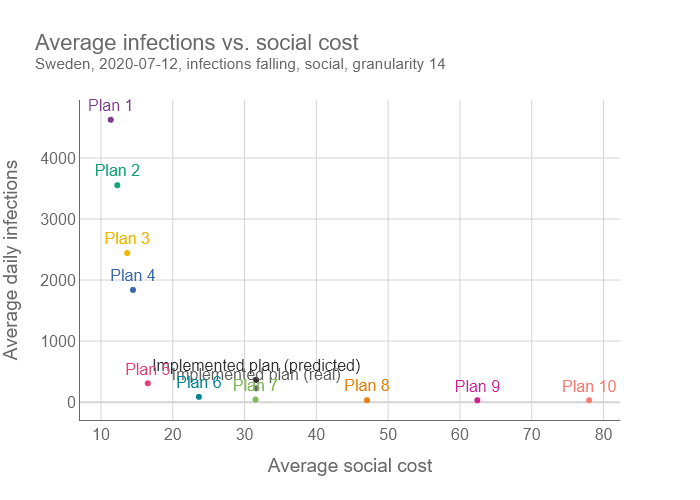 Average infections vs. social cost
Sweden, 2020-07-12, infections falling, social, granularity 14
Plan 1
Plan 2
Plan 3
Plan 4
Plan 5
Implemented plan (predicted)
Implemented plan (real)
Plan 6
Plan 7
Plan 8
Plan 9
Plan 10
4000
3000
2000
1000
0
10 20 30 40 50 60 70 80
Average social cost
Average daily infections